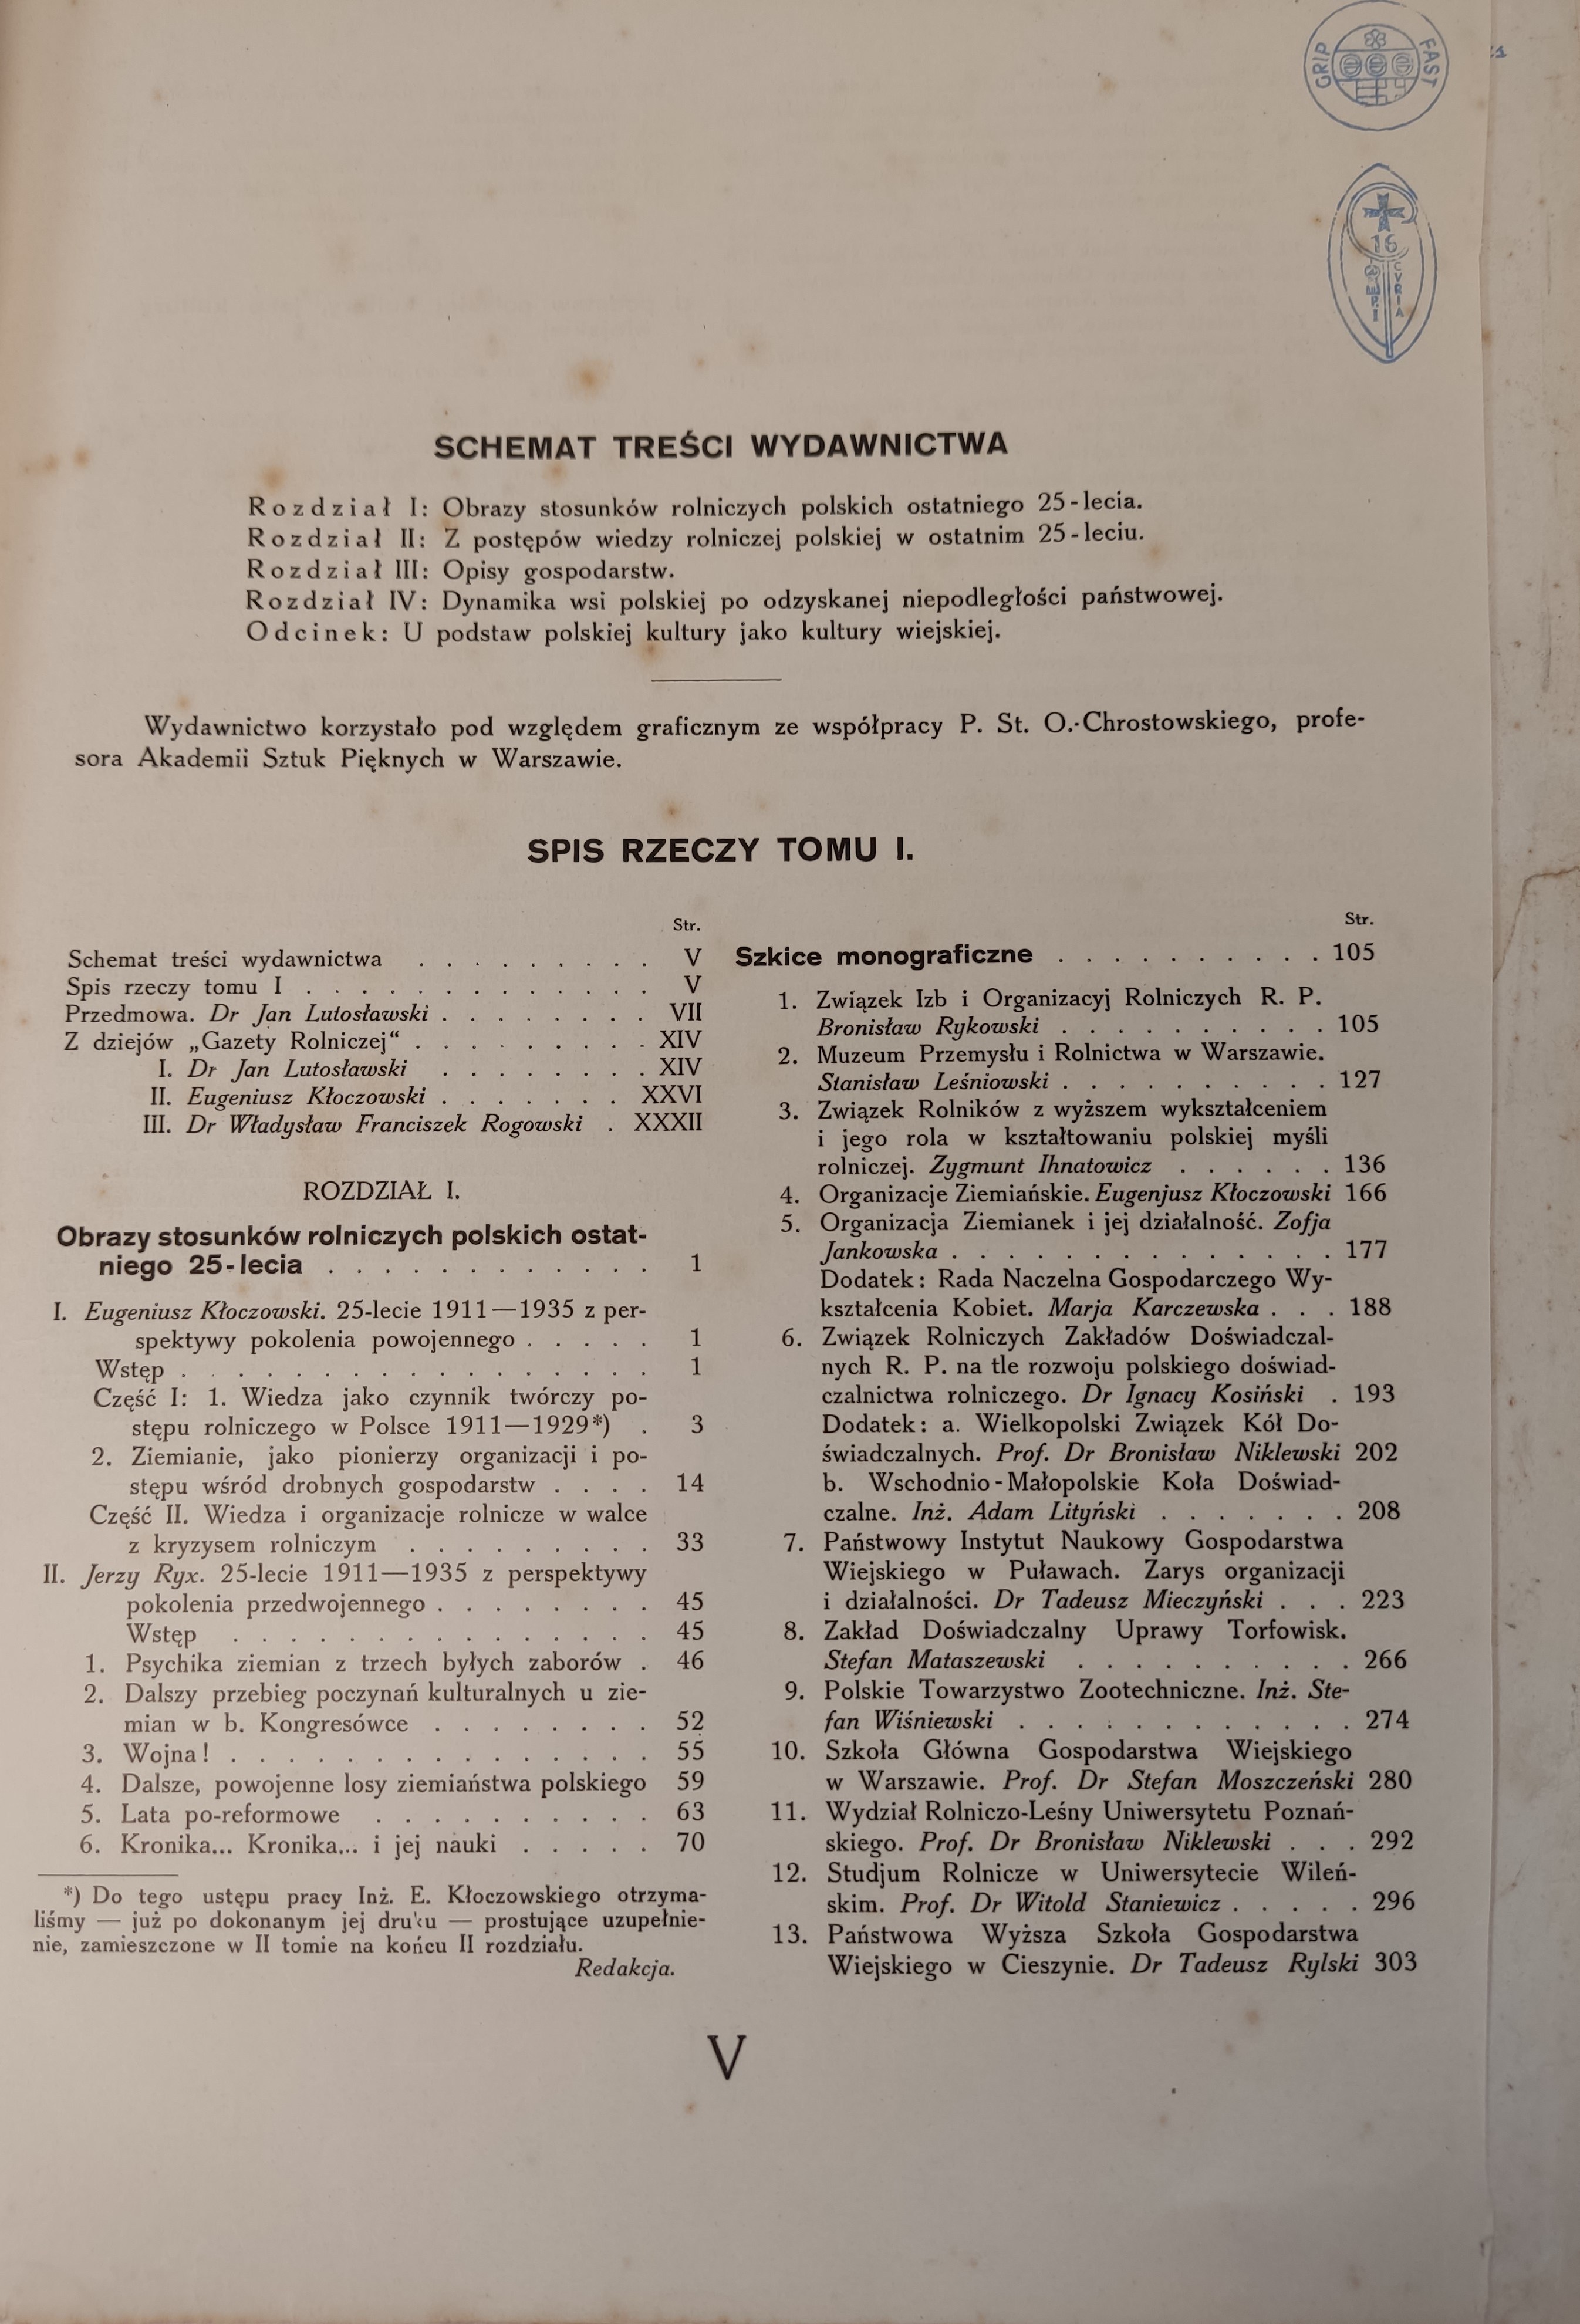 GRIP FAST
16
CVRIA
SCHEMAT TREŚCI WYDAWNICTWA
Rozdział I: Obrazy stosunków rolniczych polskich ostatniego 25-lecia.
Rozdział II: Z postępów wiedzy rolniczej polskiej w ostatnim 25-leciu.
Rozdział III: Opisy gospodarstw.
Rozdział IV: Dynamika wsi polskiej po odzyskanej niepodległości państwowej.
Odcinek: U podstaw polskiej kultury jako kultury wiejskiej.
Wydawnictwo korzystało pod względem graficznym ze współpracy P. St. O.-Chrostowskiego, profe-
sora Akademii Sztuk Pięknych w Warszawie.
SPIS RZECZY TOMU I.
Str.
Schemat treści wydawnictwa . . . . . . . . . V
Spis rzeczy tomu I . . . . . . . . . . . . . V
Przedmowa. Dr Jan Lutosławski . . . . . . . . VII
Z dziejów „Gazety Rolniczej“ . . . . . . . . . XIV
I. Dr Jan Lutosławski . . . . . . . . XIV
II. Eugeniusz Kłoczowski . . . . . . . XXVI
III. Dr Władysław Franciszek Rogowski . XXXII
ROZDZIAŁ I.
Obrazy stosunków rolniczych polskich ostat-
niego 25-lecia . . . . . . . . . . . . 1
I. Eugeniusz Kłoczowski. 25-lecie 1911—1935 z per-
spektywy pokolenia powojennego . . . . . 1
Wstęp . . . . . . . . . . . . . . . . . 1
Część I: 1. Wiedza jako czynnik twórczy po-
stępu rolniczego w Polsce 1911—1929*) . 3
2. Ziemianie, jako pionierzy organizacji i po-
stępu wśród drobnych gospodarstw . . . . 14
Część II. Wiedza i organizacje rolnicze w walce
z kryzysem rolniczym . . . . . . . . . 33
II. Jerzy Ryx. 25-lecie 1911—1935 z perspektywy
pokolenia przedwojennego . . . . . . . . 45
Wstęp . . . . . . . . . . . . . . . 45
1. Psychika ziemian z trzech byłych zaborów . 46
2. Dalszy przebieg poczynań kulturalnych u zie-
mian w b. Kongresówce . . . . . . . . 52
3. Wojna! . . . . . . . . . . . . . . . 55
4. Dalsze, powojenne losy ziemiaństwa polskiego 59
5. Lata po-reformowe . . . . . . . . . . 63
6. Kronika... Kronika... i jej nauki . . . . . 70
*) Do tego ustępu pracy Inż. E. Kłoczowskiego otrzyma-
liśmy — już po dokonanym jej druku — prostujące uzupełnie-
nie, zamieszczone w II tomie na końcu II rozdziału.
Redakcja.
Str.
Szkice monograficzne . . . . . . . . . . 105
1. Związek Izb i Organizacyj Rolniczych R. P.
Bronisław Rykowski . . . . . . . . . . 105
2. Muzeum Przemysłu i Rolnictwa w Warszawie.
Stanisław Leśniowski . . . . . . . . . . 127
3. Związek Rolników z wyższem wykształceniem
i jego rola w kształtowaniu polskiej myśli
rolniczej. Zygmunt Ihnatowicz . . . . . . 136
4. Organizacje Ziemiańskie. Eugenjusz Kłoczowski 166
5. Organizacja Ziemianek i jej działalność. Zofja
Jankowska . . . . . . . . . . . . . . 177
Dodatek: Rada Naczelna Gospodarczego Wy-
kształcenia Kobiet. Marja Karczewska . . . 188
6. Związek Rolniczych Zakładów Doświadczal-
nych R. P. na tle rozwoju polskiego doświad-
czalnictwa rolniczego. Dr Ignacy Kosiński . 193
Dodatek: a. Wielkopolski Związek Kół Do-
świadczalnych. Prof. Dr Bronisław Niklewski 202
b. Wschodnio-Małopolskie Koła Doświad-
czalne. Inż. Adam Lityński . . . . . . . 208
7. Państwowy Instytut Naukowy Gospodarstwa
Wiejskiego w Puławach. Zarys organizacji
i działalności. Dr Tadeusz Mieczyński . . . 223
8. Zakład Doświadczalny Uprawy Torfowisk.
Stefan Mataszewski . . . . . . . . . . 266
9. Polskie Towarzystwo Zootechniczne. Inż. Ste-
fan Wiśniewski . . . . . . . . . . . . 274
10. Szkoła Główna Gospodarstwa Wiejskiego
w Warszawie. Prof. Dr Stefan Moszczeński 280
11. Wydział Rolniczo-Leśny Uniwersytetu Poznań-
skiego. Prof. Dr Bronisław Niklewski . . . 292
12. Studjum Rolnicze w Uniwersytecie Wileń-
skim. Prof. Dr Witold Staniewicz . . . . . 296
13. Państwowa Wyższa Szkoła Gospodarstwa
Wiejskiego w Cieszynie. Dr Tadeusz Rylski 303
V